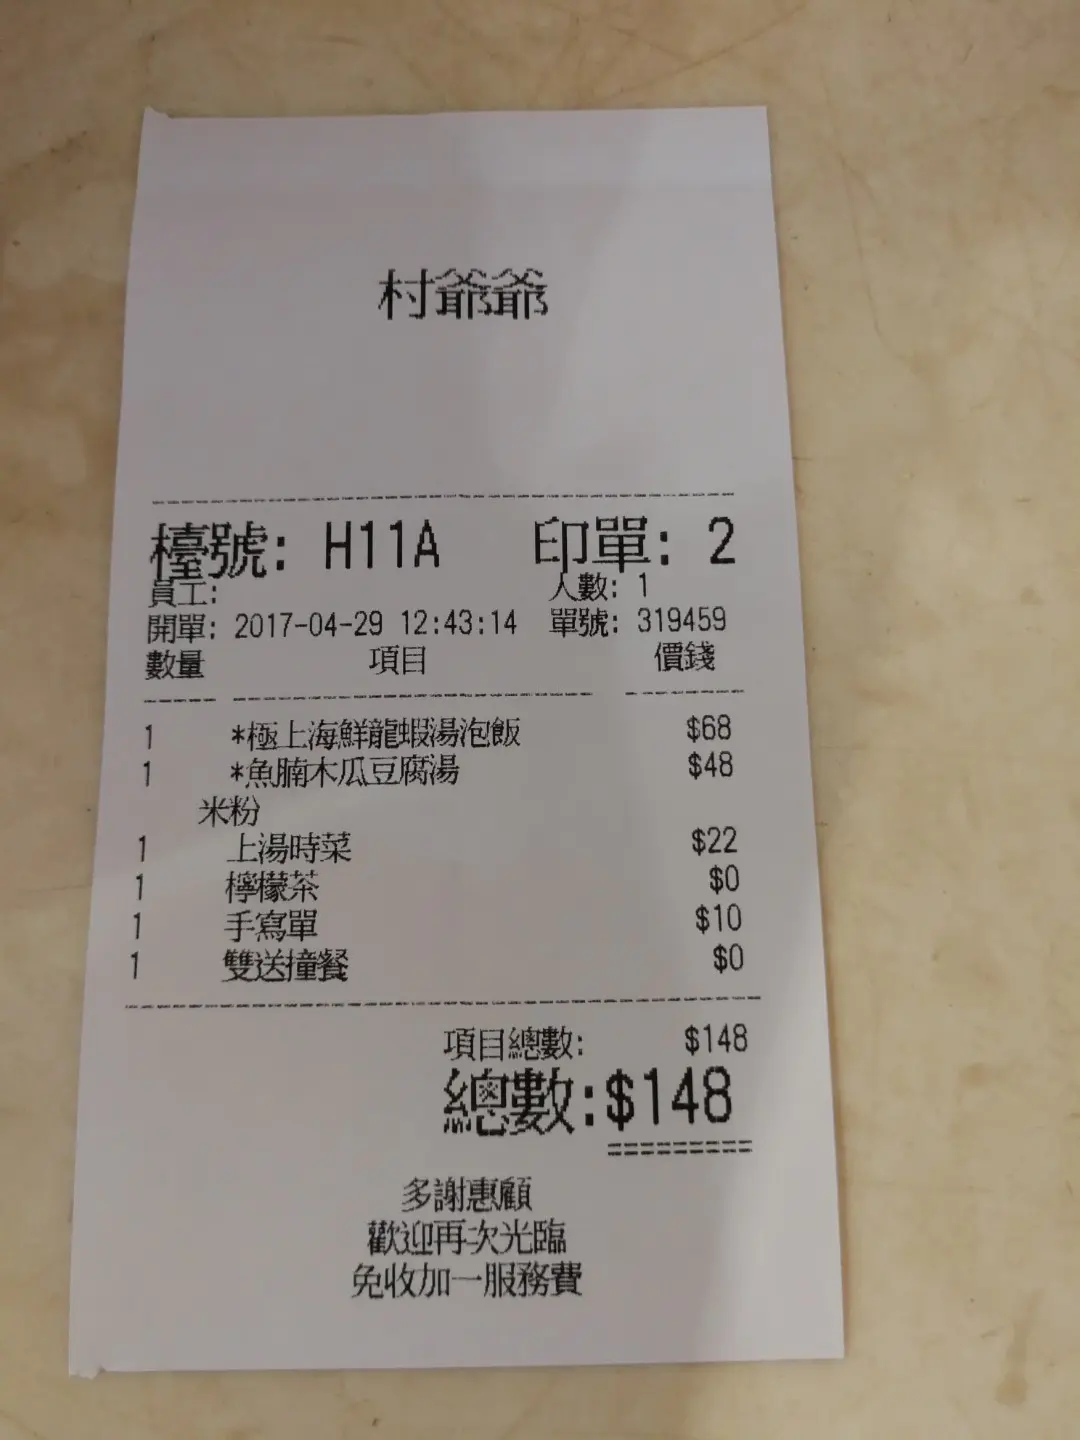 村爺爺
檯號: H11A 印單: 2
員工: 人數: 1
開單: 2017-04-29 12:43:14 單號: 319459
數量 項目 價錢
1 *極上海鮮龍蝦湯泡飯 $68
1 *魚腩木瓜豆腐湯 $48
米粉
1 上湯時菜 $22
1 檸檬茶 $0
1 手寫單 $10
1 雙送撞餐 $0
項目總數: $148
總數:$148
多謝惠顧
歡迎再次光臨
免收加一服務費